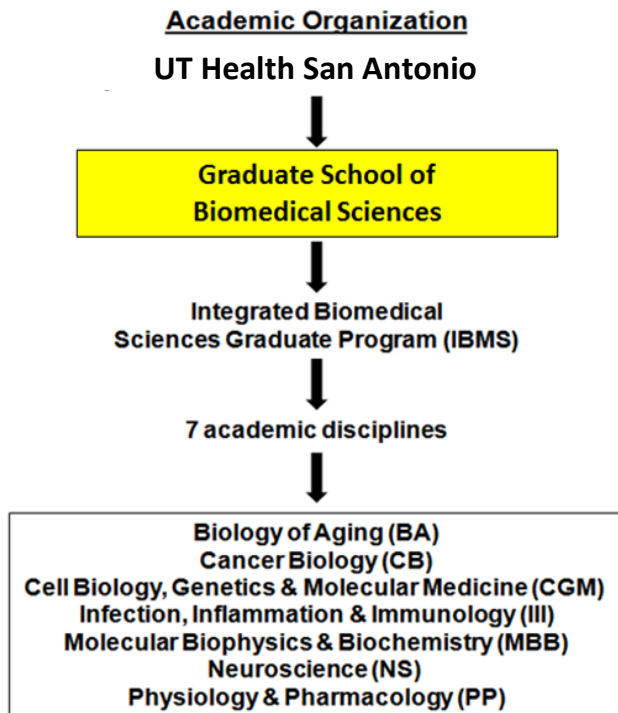 Academic Organization
UT Health San Antonio
Graduate School of
Biomedical Sciences
Integrated Biomedical
Sciences Graduate Program (IBMS)
7 academic disciplines
Biology of Aging (BA)
Cancer Biology (CB)
Cell Biology, Genetics & Molecular Medicine (CGM)
Infection, Inflammation & Immunology (III)
Molecular Biophysics & Biochemistry (MBB)
Neuroscience (NS)
Physiology & Pharmacology (PP)